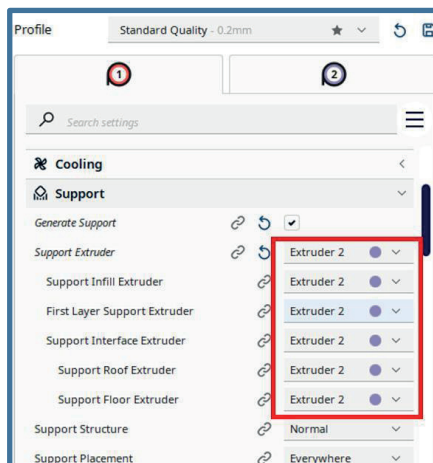 Profile Standard Quality - 0.2mm
1 2
Search settings
Cooling
Support
Generate Support
Support Extruder Extruder 2
Support Infill Extruder Extruder 2
First Layer Support Extruder Extruder 2
Support Interface Extruder Extruder 2
Support Roof Extruder Extruder 2
Support Floor Extruder Extruder 2
Support Structure Normal
Support Placement Everywhere